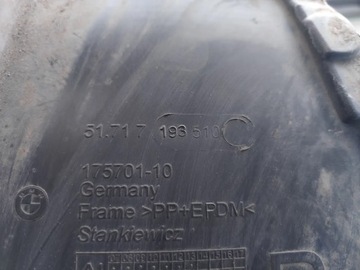 51.71 7 193 510
175701-10
Germany
Frame >PP+EPDM<
Stankiewicz